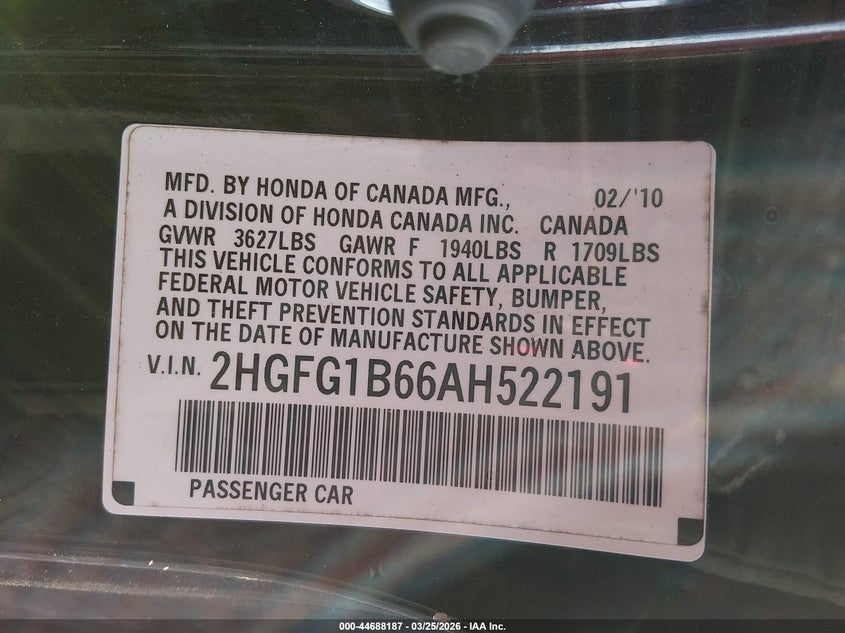 MFD. BY HONDA OF CANADA MFG., 02/'10
A DIVISION OF HONDA CANADA INC. CANADA
GVWR 3627LBS GAWR F 1940LBS R 1709LBS
THIS VEHICLE CONFORMS TO ALL APPLICABLE
FEDERAL MOTOR VEHICLE SAFETY, BUMPER,
AND THEFT PREVENTION STANDARDS IN EFFECT
ON THE DATE OF MANUFACTURE SHOWN ABOVE.
V.I.N. 2HGFG1B66AH522191
PASSENGER CAR
000-44688187 - 03/25/2026 - IAA Inc.